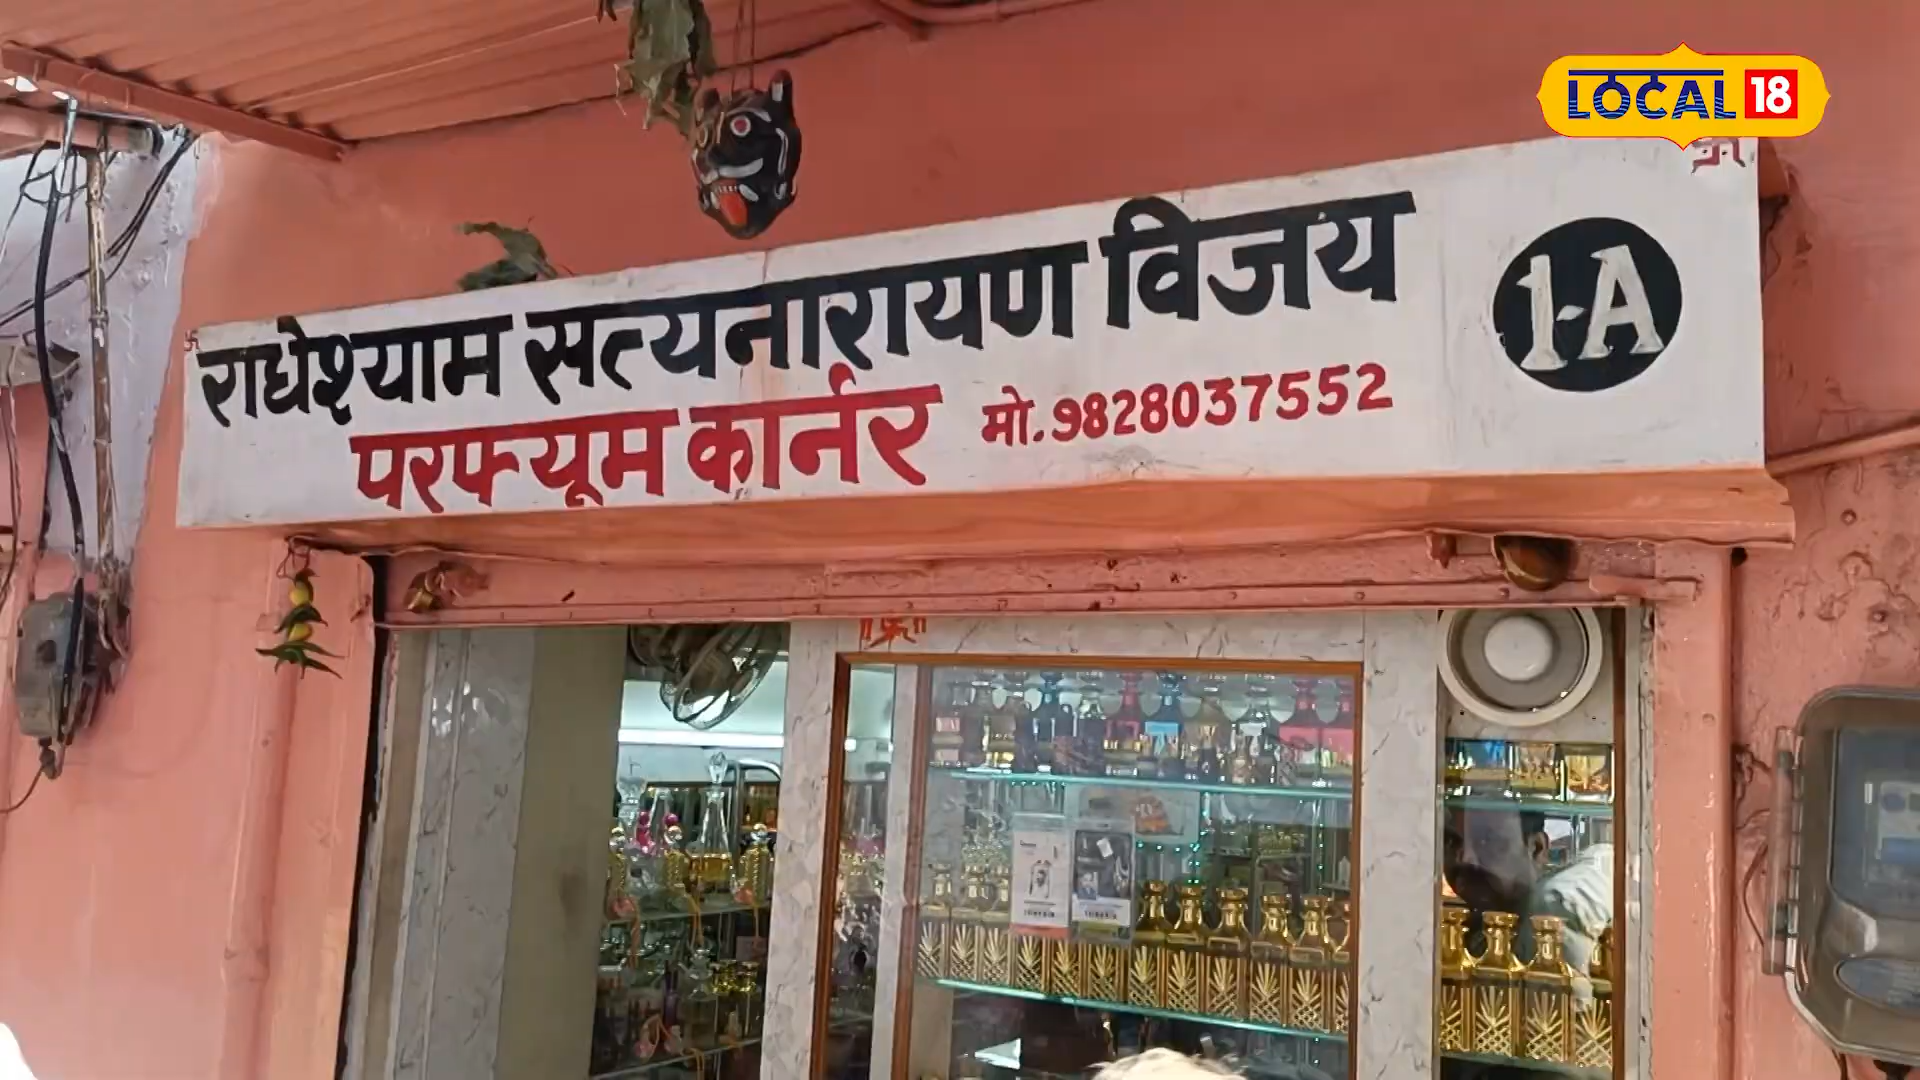 LOCAL 18
राधेश्याम सत्यनारायण विजय
परफ्यूम कार्नर मो. 9828037552
1-A